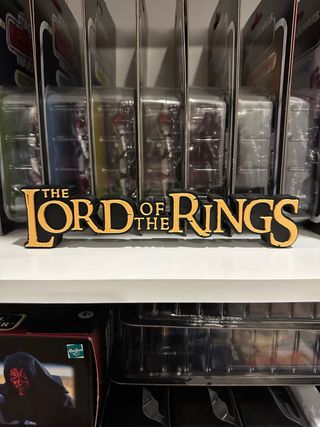 THE
LORD OF THE RINGS
Hasbro